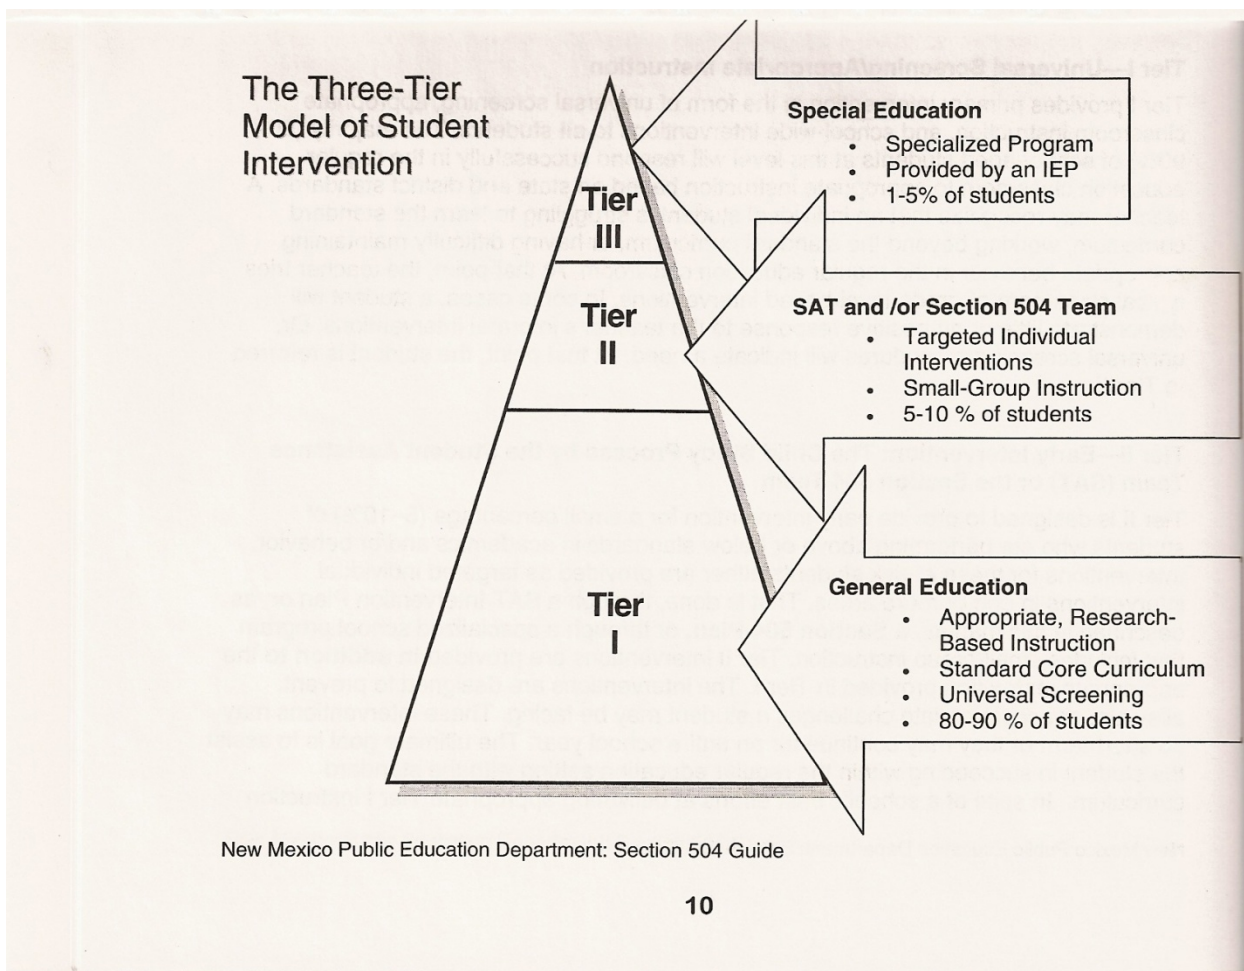 The Three-Tier
Model of Student
Intervention
Tier
III
Tier
II
Tier
I
Special Education
• Specialized Program
• Provided by an IEP
• 1-5% of students
SAT and /or Section 504 Team
• Targeted Individual
Interventions
• Small-Group Instruction
• 5-10 % of students
General Education
• Appropriate, Research-
Based Instruction
• Standard Core Curriculum
• Universal Screening
• 80-90 % of students
New Mexico Public Education Department: Section 504 Guide
10